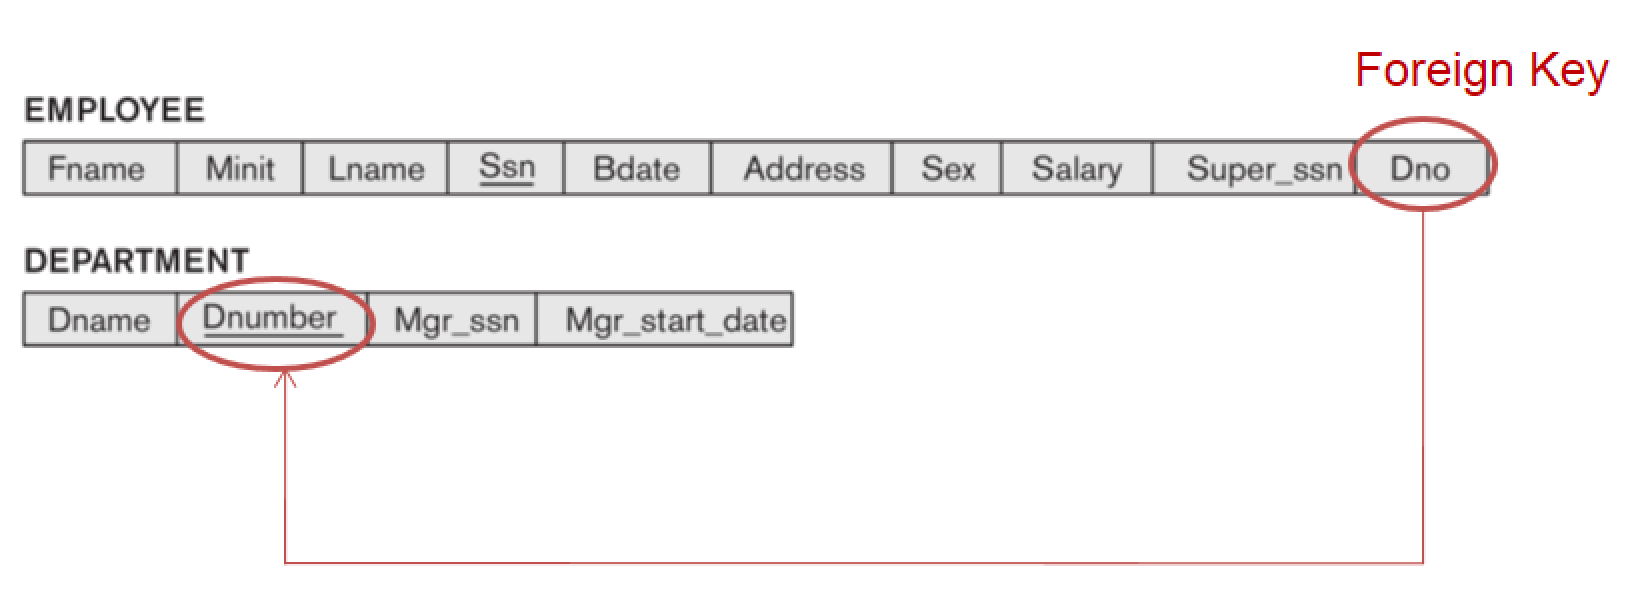 Foreign Key
EMPLOYEE
Fname Minit Lname Ssn Bdate Address Sex Salary Super_ssn Dno
DEPARTMENT
Dname Dnumber Mgr_ssn Mgr_start_date